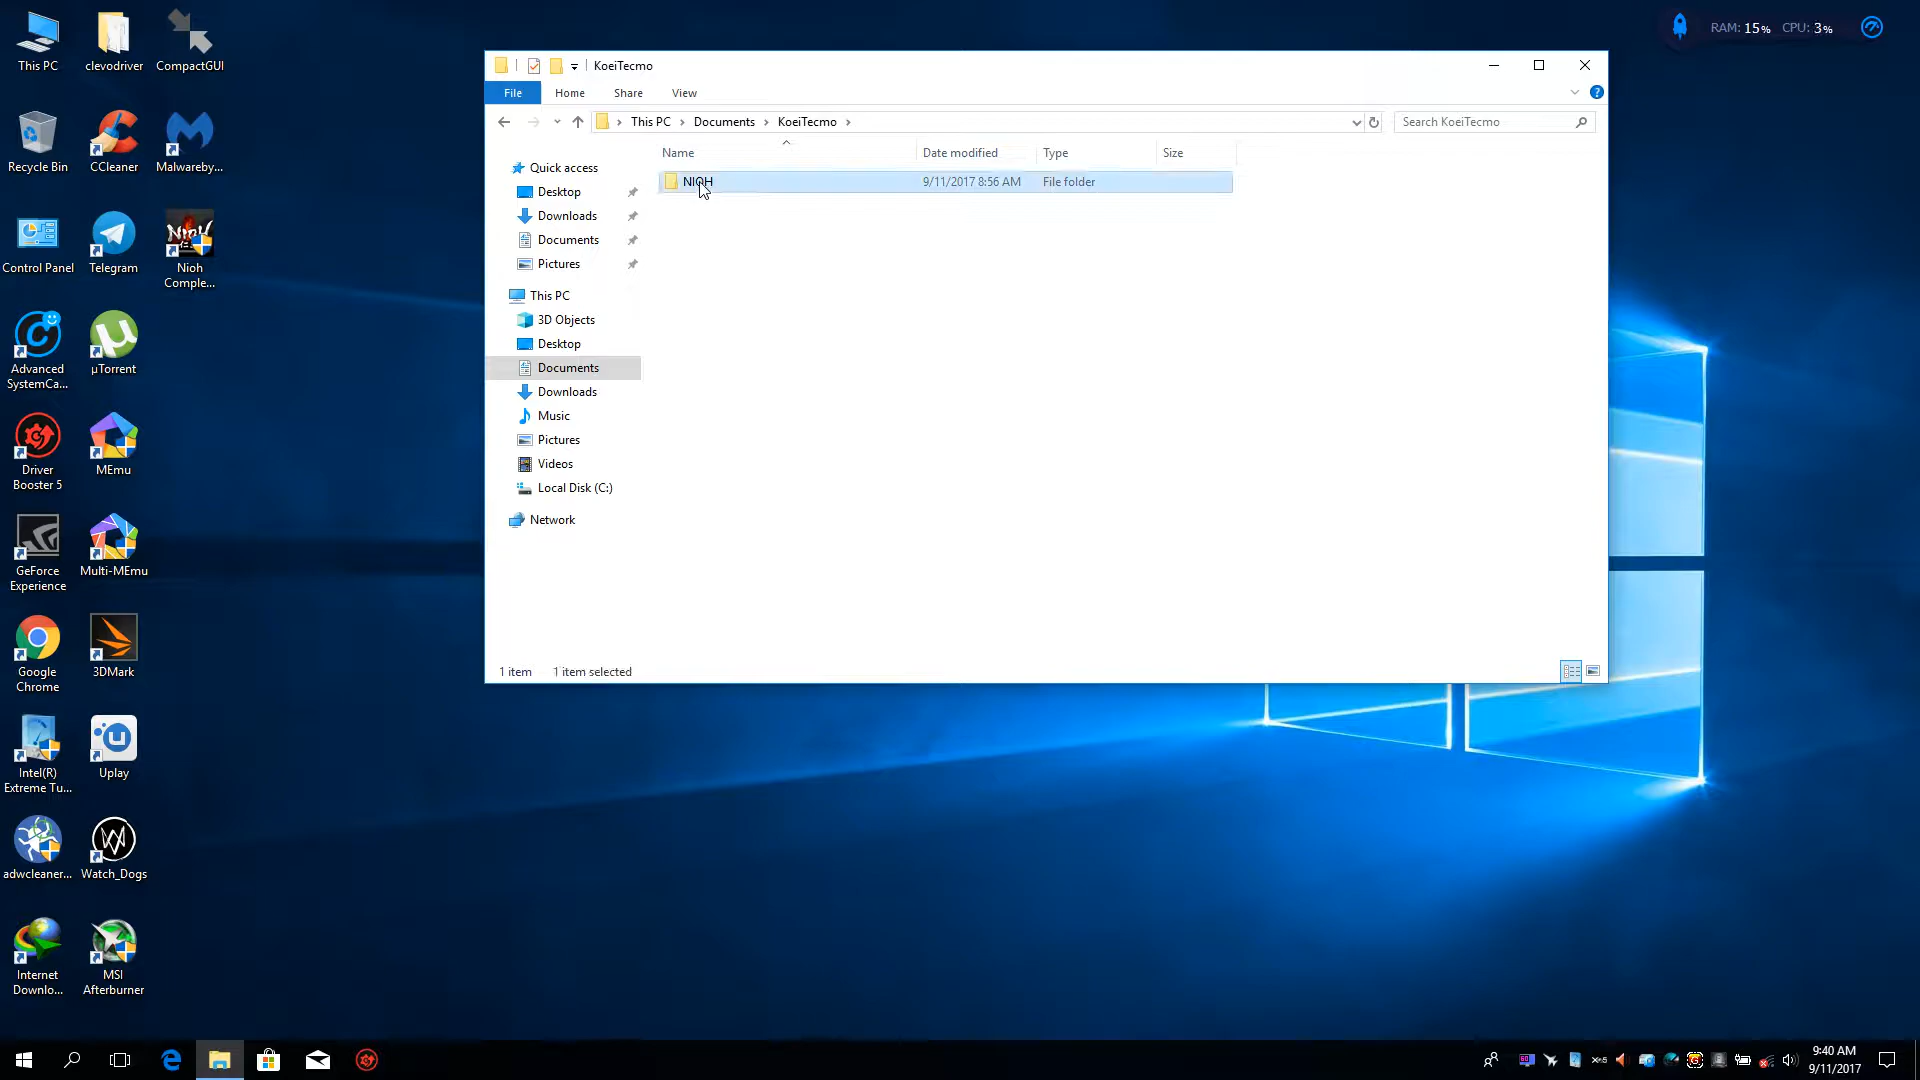 This PC
clevodriver
CompactGUI
Recycle Bin
CCleaner
Malwareby...
Control Panel
Telegram
Nioh
Comple...
Advanced
SystemCa...
µTorrent
Driver
Booster 5
MEmu
GeForce
Experience
Multi-MEmu
Google
Chrome
3DMark
Intel(R)
Extreme Tu...
Uplay
adwcleaner...
Watch_Dogs
Internet
Downlo...
MSI
Afterburner
RAM: 15% CPU: 3%
KoeiTecmo
File
Home
Share
View
This PC
Documents
KoeiTecmo
Search KoeiTecmo
Name
Date modified
Type
Size
NIOH
9/11/2017 8:56 AM
File folder
Quick access
Desktop
Downloads
Documents
Pictures
This PC
3D Objects
Desktop
Documents
Downloads
Music
Pictures
Videos
Local Disk (C:)
Network
1 item
1 item selected
9:40 AM
9/11/2017